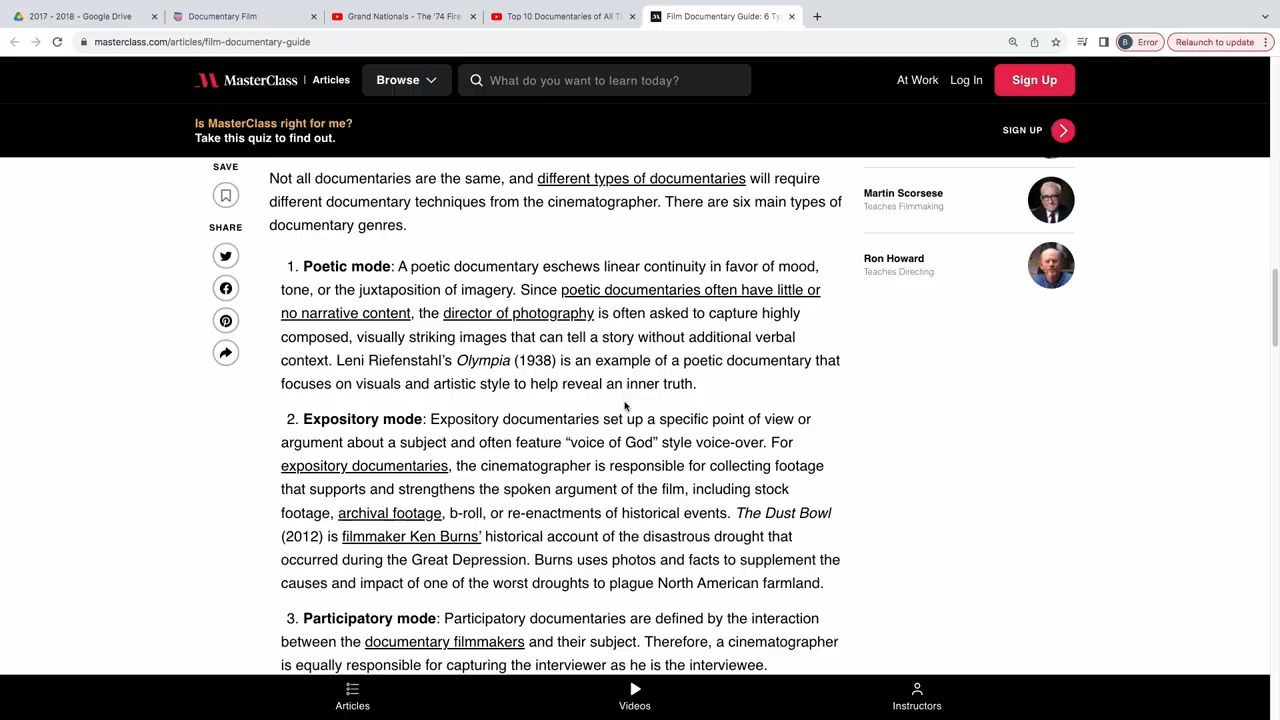 2017 - 2018 - Google Drive
Documentary Film
Grand Nationals - The '74 Fire
Top 10 Documentaries of All Ti
Film Documentary Guide: 6 Ty
masterclass.com/articles/film-documentary-guide
B Error
Relaunch to update
MasterClass Articles
Browse
What do you want to learn today?
At Work
Log In
Sign Up
Is MasterClass right for me?
Take this quiz to find out.
SIGN UP
SAVE
SHARE
Not all documentaries are the same, and different types of documentaries will require
different documentary techniques from the cinematographer. There are six main types of
documentary genres.
1. Poetic mode: A poetic documentary eschews linear continuity in favor of mood,
tone, or the juxtaposition of imagery. Since poetic documentaries often have little or
no narrative content, the director of photography is often asked to capture highly
composed, visually striking images that can tell a story without additional verbal
context. Leni Riefenstahl's Olympia (1938) is an example of a poetic documentary that
focuses on visuals and artistic style to help reveal an inner truth.
2. Expository mode: Expository documentaries set up a specific point of view or
argument about a subject and often feature “voice of God” style voice-over. For
expository documentaries, the cinematographer is responsible for collecting footage
that supports and strengthens the spoken argument of the film, including stock
footage, archival footage, b-roll, or re-enactments of historical events. The Dust Bowl
(2012) is filmmaker Ken Burns’ historical account of the disastrous drought that
occurred during the Great Depression. Burns uses photos and facts to supplement the
causes and impact of one of the worst droughts to plague North American farmland.
3. Participatory mode: Participatory documentaries are defined by the interaction
between the documentary filmmakers and their subject. Therefore, a cinematographer
is equally responsible for capturing the interviewer as he is the interviewee.
Martin Scorsese
Teaches Filmmaking
Ron Howard
Teaches Directing
Articles
Videos
Instructors